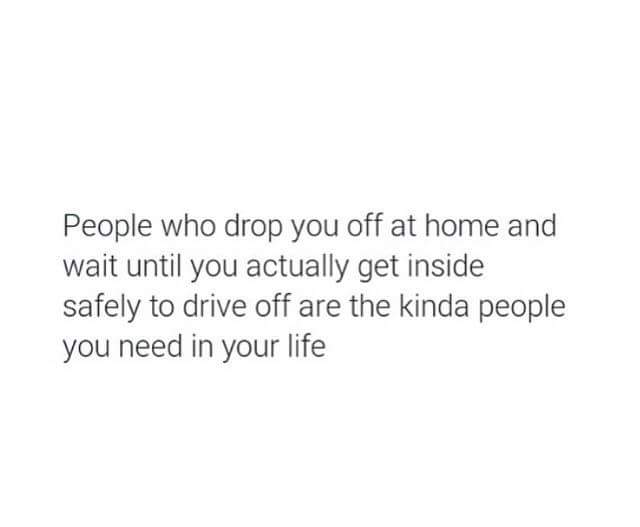 People who drop you off at home and
wait until you actually get inside
safely to drive off are the kinda people
you need in your life